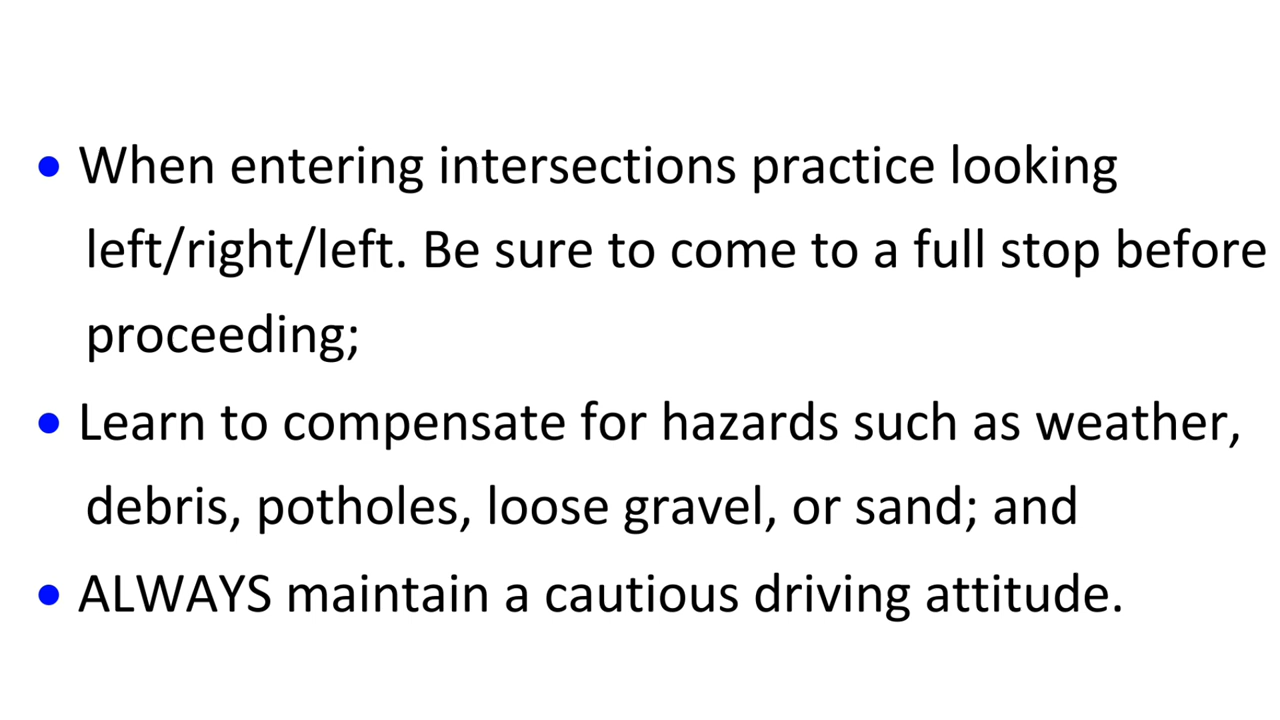 • When entering intersections practice looking
left/right/left. Be sure to come to a full stop before
proceeding;
• Learn to compensate for hazards such as weather,
debris, potholes, loose gravel, or sand; and
• ALWAYS maintain a cautious driving attitude.